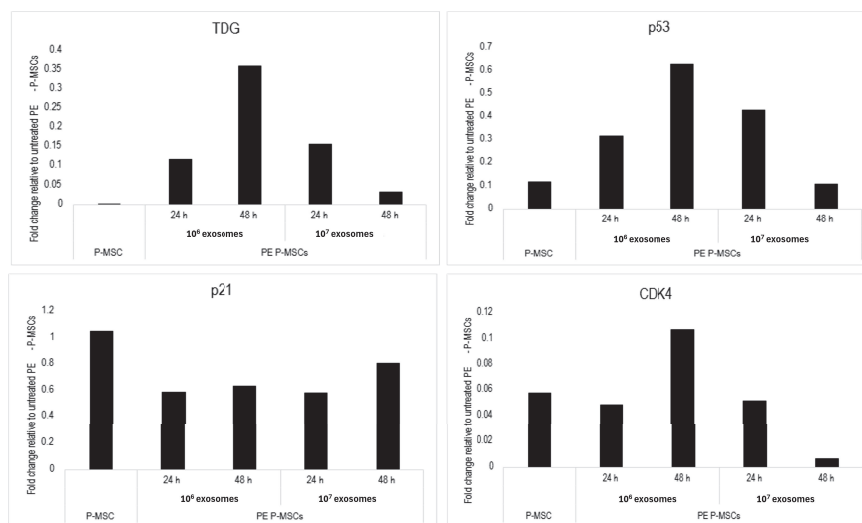 TDG
Fold change relative to untreated PE - P-MSCs
0.4
0.35
0.3
0.25
0.2
0.15
0.1
0.05
0
24 h 48 h 24 h 48 h
10⁶ exosomes 10⁷ exosomes
P-MSC PE P-MSCs
p53
Fold change relative to untreated PE - P-MSCs
0.7
0.6
0.5
0.4
0.3
0.2
0.1
0
24 h 48 h 24 h 48 h
10⁶ exosomes 10⁷ exosomes
P-MSC PE P-MSCs
p21
Fold change relative to untreated PE - P-MSCs
1.2
1
0.8
0.6
0.4
0.2
0
24 h 48 h 24 h 48 h
10⁶ exosomes 10⁷ exosomes
P-MSC PE P-MSCs
CDK4
Fold change relative to untreated PE - P-MSCs
0.12
0.1
0.08
0.06
0.04
0.02
0
24 h 48 h 24 h 48 h
10⁶ exosomes 10⁷ exosomes
P-MSC PE P-MSCs